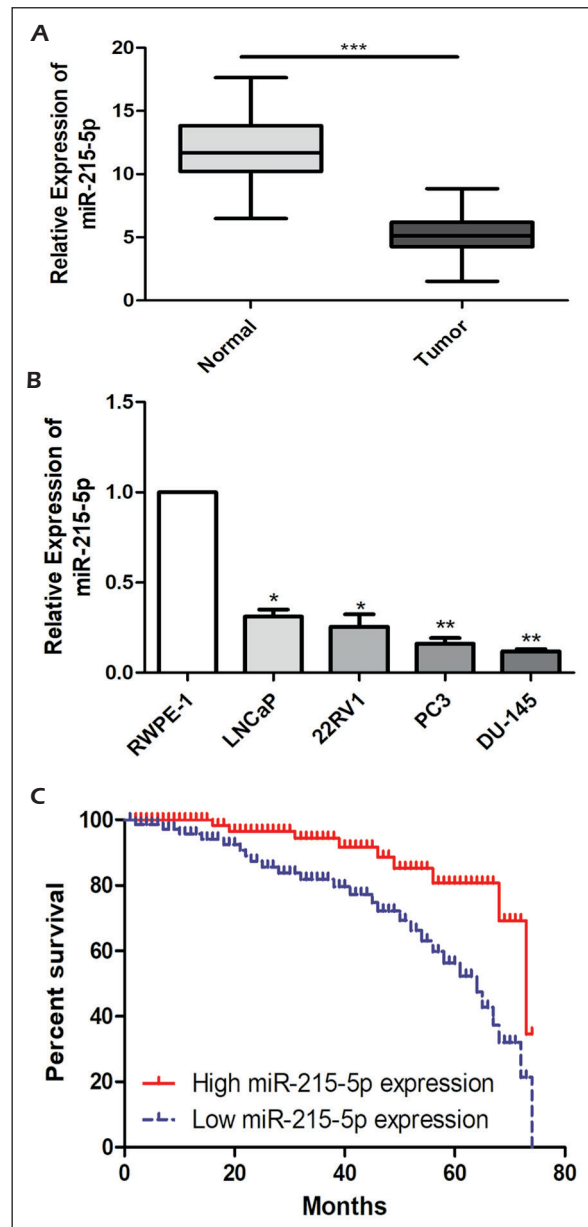 A
Relative Expression of
miR-215-5p
20
15
10
5
0
***
Normal
Tumor
B
Relative Expression of
miR-215-5p
1.5
1.0
0.5
0.0
*
*
**
**
RWPE-1
LNCaP
22RV1
PC3
DU-145
C
Percent survival
100
80
60
40
20
0
High miR-215-5p expression
Low miR-215-5p expression
0
20
40
60
80
Months